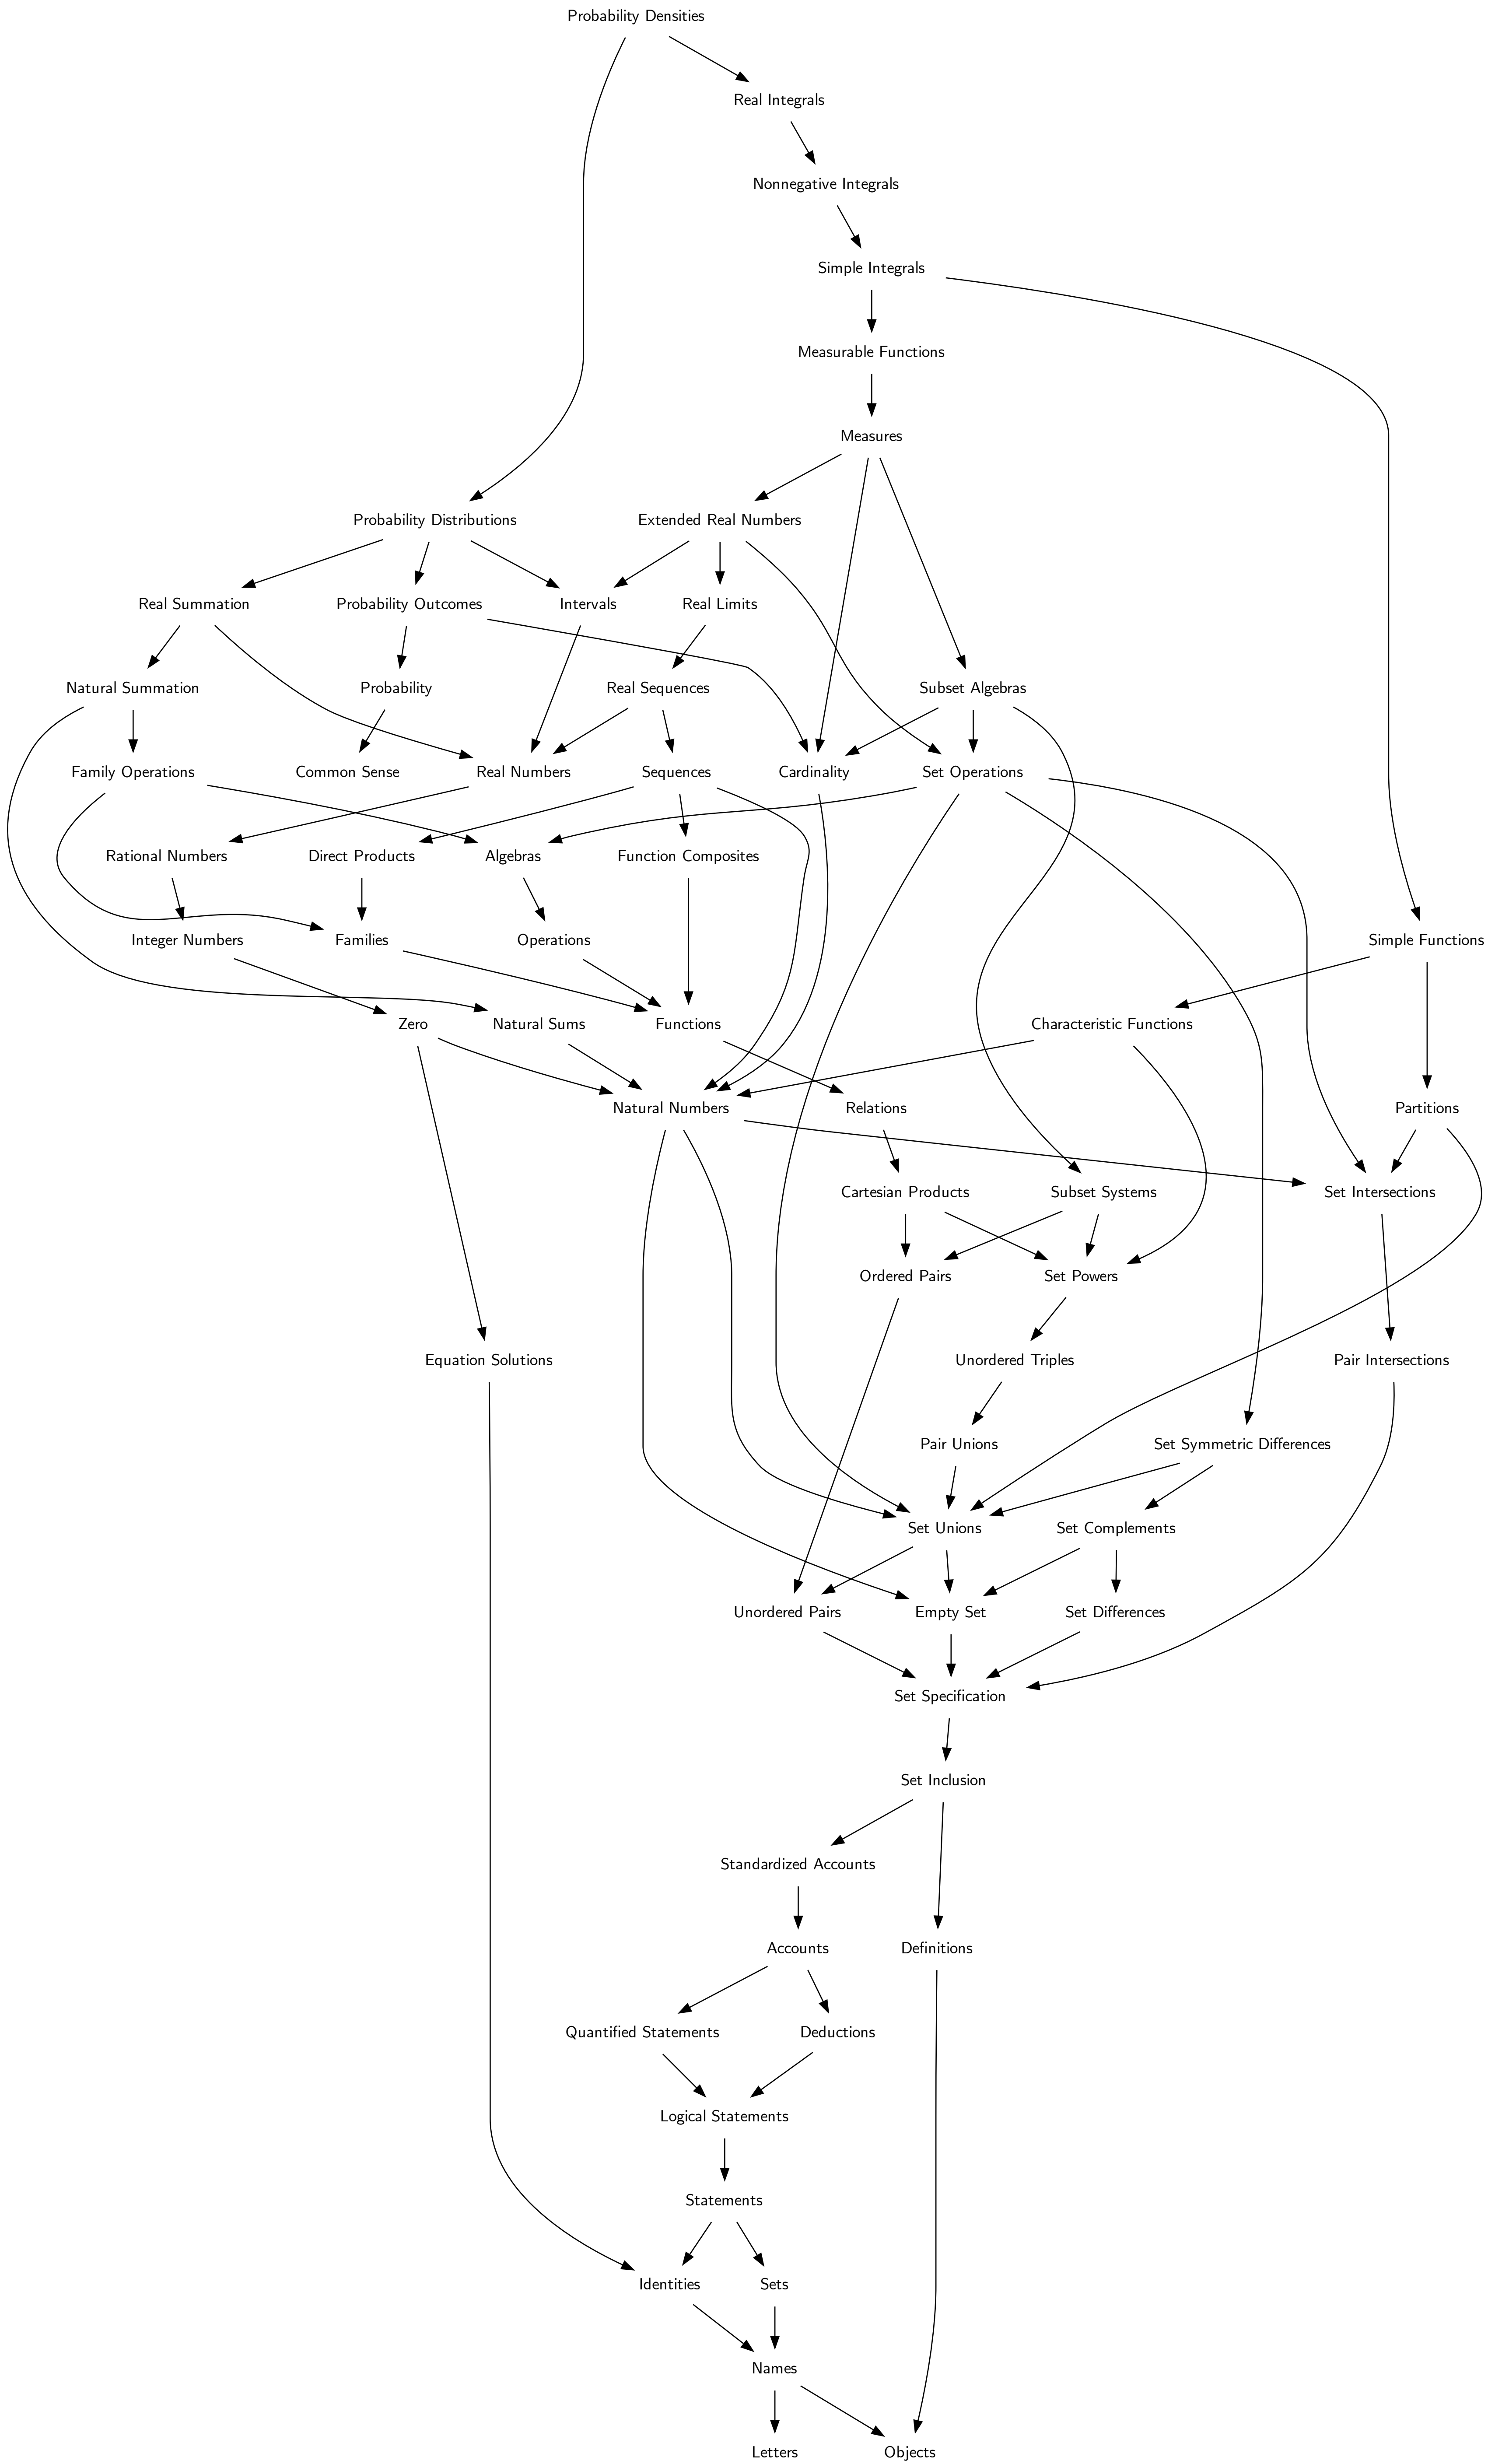 Probability Densities
Real Integrals
Nonnegative Integrals
Simple Integrals
Measurable Functions
Measures
Probability Distributions
Extended Real Numbers
Real Summation
Probability Outcomes
Intervals
Real Limits
Natural Summation
Probability
Real Sequences
Subset Algebras
Family Operations
Common Sense
Real Numbers
Sequences
Cardinality
Set Operations
Rational Numbers
Direct Products
Algebras
Function Composites
Integer Numbers
Families
Operations
Simple Functions
Zero
Natural Sums
Functions
Characteristic Functions
Natural Numbers
Relations
Partitions
Cartesian Products
Subset Systems
Set Intersections
Ordered Pairs
Set Powers
Equation Solutions
Unordered Triples
Pair Intersections
Pair Unions
Set Symmetric Differences
Set Unions
Set Complements
Unordered Pairs
Empty Set
Set Differences
Set Specification
Set Inclusion
Standardized Accounts
Accounts
Definitions
Quantified Statements
Deductions
Logical Statements
Statements
Identities
Sets
Names
Letters
Objects